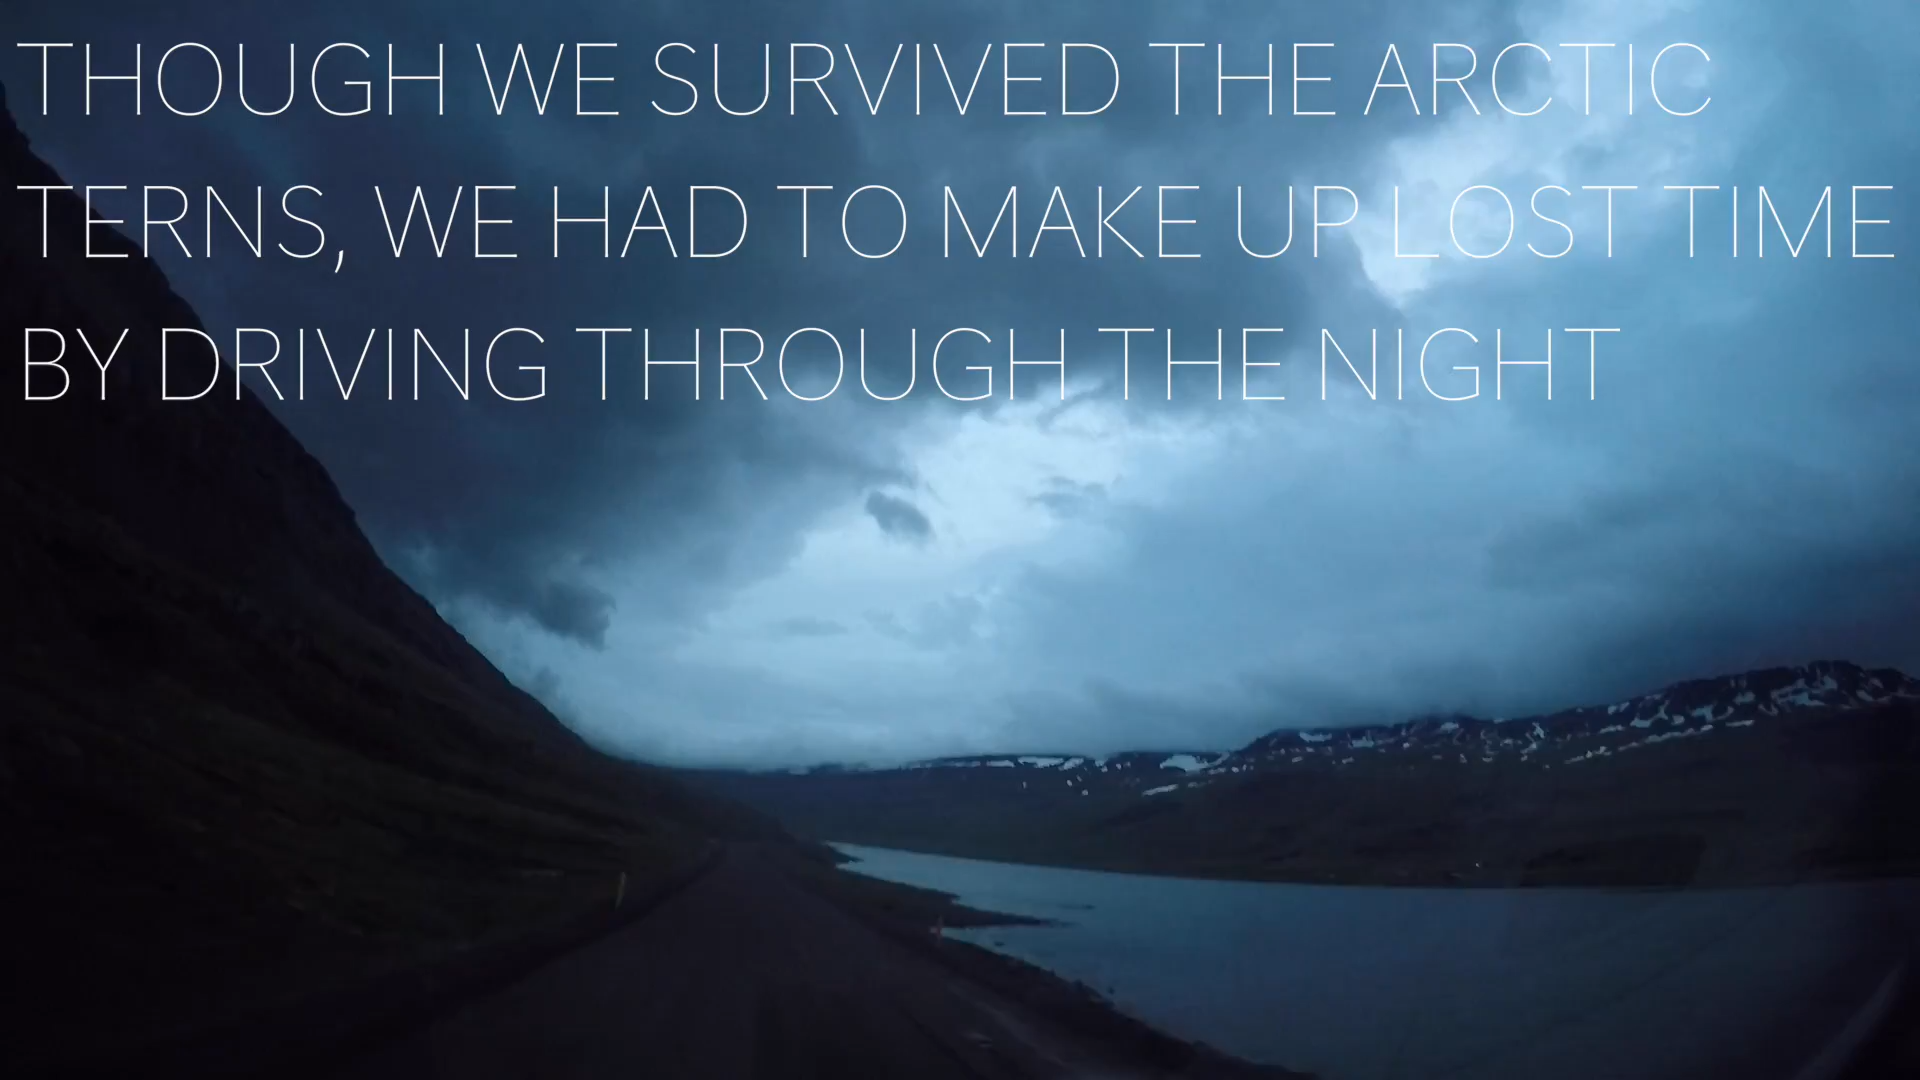 THOUGH WE SURVIVED THE ARCTIC
TERNS, WE HAD TO MAKE UP LOST TIME
BY DRIVING THROUGH THE NIGHT